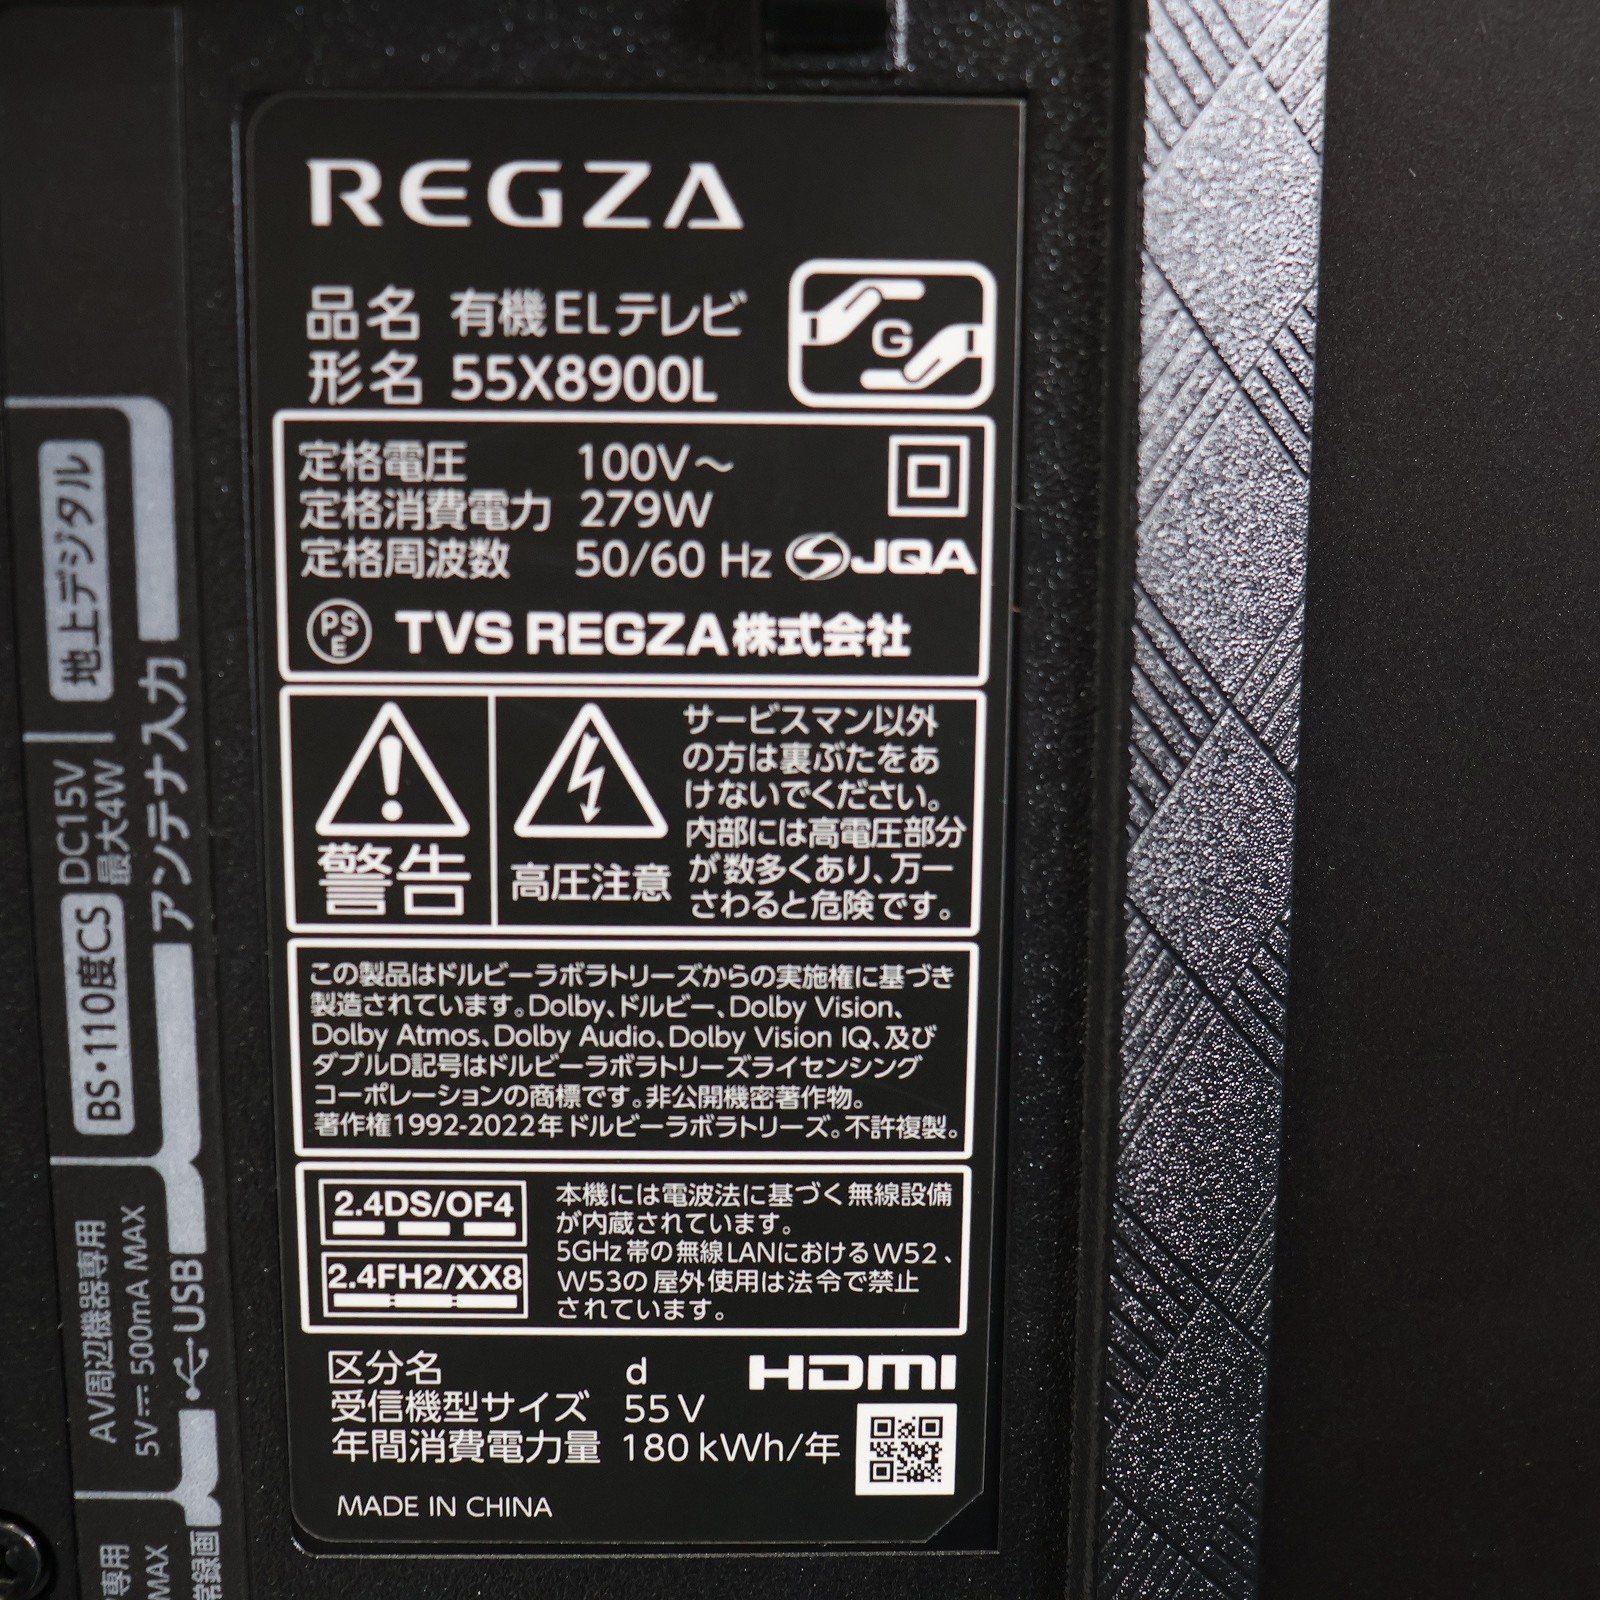 REGZA
品名 有機ELテレビ
形名 55X8900L
G
定格電圧 100V～
定格消費電力 279W
定格周波数 50/60 Hz JQA
PS
E
TVS REGZA株式会社
警告
高圧注意
サービスマン以外
の方は裏ぶたをあ
けないでください。
内部には高電圧部分
が数多くあり、万一
さわると危険です。
この製品はドルビーラボラトリーズからの実施権に基づき
製造されています。Dolby、ドルビー、Dolby Vision、
Dolby Atmos、Dolby Audio、Dolby Vision IQ、及び
ダブルD記号はドルビーラボラトリーズライセンシング
コーポレーションの商標です。非公開機密著作物。
著作権1992-2022年ドルビーラボラトリーズ。不許複製。
2.4DS/OF4
2.4FH2/XX8
本機には電波法に基づく無線設備
が内蔵されています。
5GHz帯の無線LANにおけるW52、
W53の屋外使用は法令で禁止
されています。
区分名 d
HDMI
受信機型サイズ 55V
年間消費電力量 180kWh/年
MADE IN CHINA
地上デジタル
アンテナ入力
BS・110度CS
DC15V
最大4W
AV周辺機器専用
5V⎓500mA MAX
USB
専用
MAX
常録画